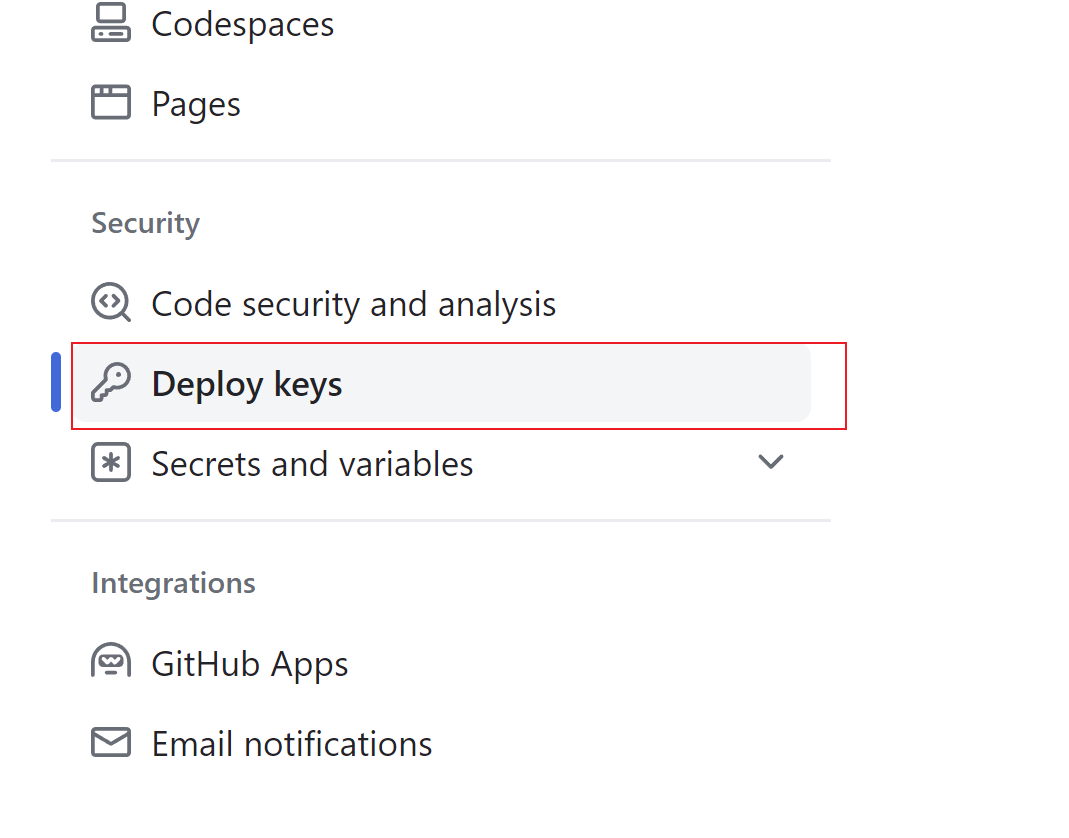 Codespaces
Pages
Security
Code security and analysis
Deploy keys
Secrets and variables
Integrations
GitHub Apps
Email notifications